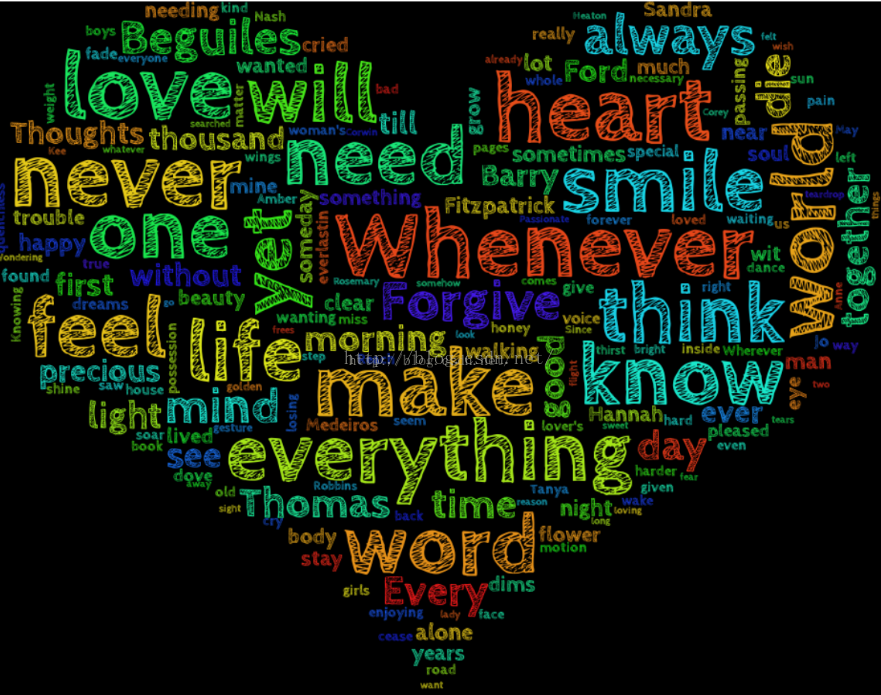 needing kind
Nash
Sandra
boys Beguiles cried
Heaton
really always felt
wish
fade everyone
love will
wanted
bad
already lot Ford much
whole necessary
passing die sun
pain
weight
searched
matter
heart
Corey
grow
Thoughts thousand
woman's Corwin till
near May
world
Kee whatever wings
need
pages sometimes special soul left
never mine
Amber something
Barry smile
teardrop
trouble
one yet someday everlastin
Fitzpatrick
Passionate forever loved waiting us
together things
happy
Wondering
true without
Whenever
wit
dance
found first
Rosemary somehow comes give right
Anne
Knowing dreams go beauty
clear Forgive
voice
think
jo way
feel life
wanting miss
honey
Since
frees morning look
walking
thirst bright inside Wherever
man
http://blog.gitsum.net
precious
possession
step
make good flight
know
eye two
shine saw house golden
light mind
losing
Hannah hard ever tears
soar lived gesture
Medeiros seem
lover's sweet
pleased
book
see everything day even
dove
away
harder fear
old
Robbins
Tanya given
sight Thomas time reason night wake
loving
cry
back
long
body word flower
motion
stay
girls Every dims
enjoying lady face
cease alone
years
road
want